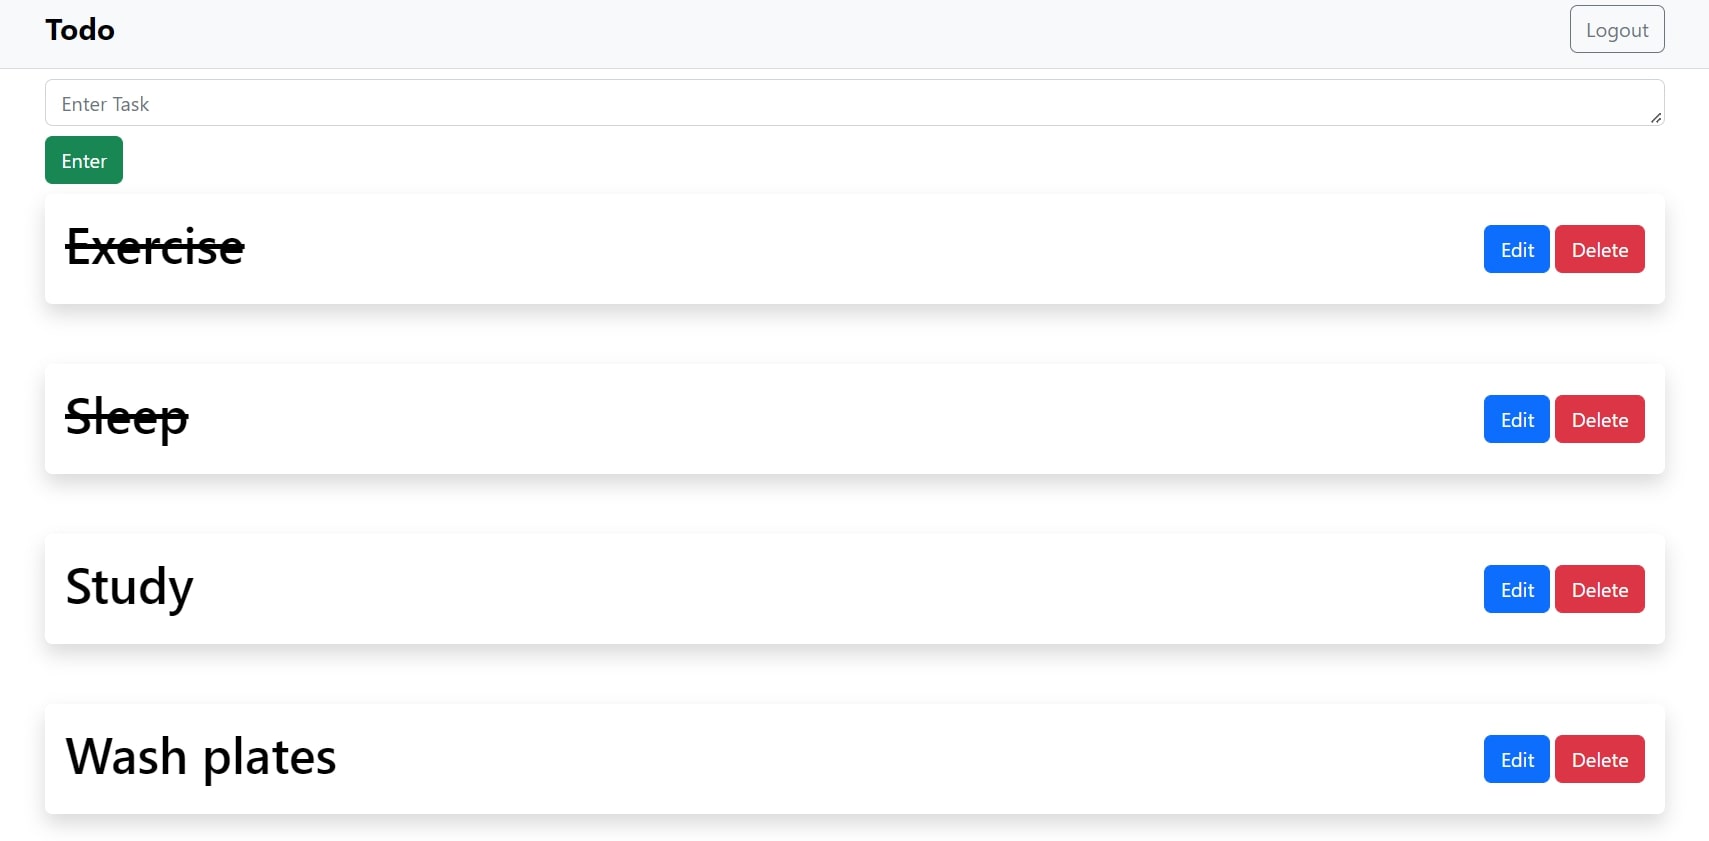 Todo Logout
Enter Task
Enter
Exercise Edit Delete
Sleep Edit Delete
Study Edit Delete
Wash plates Edit Delete